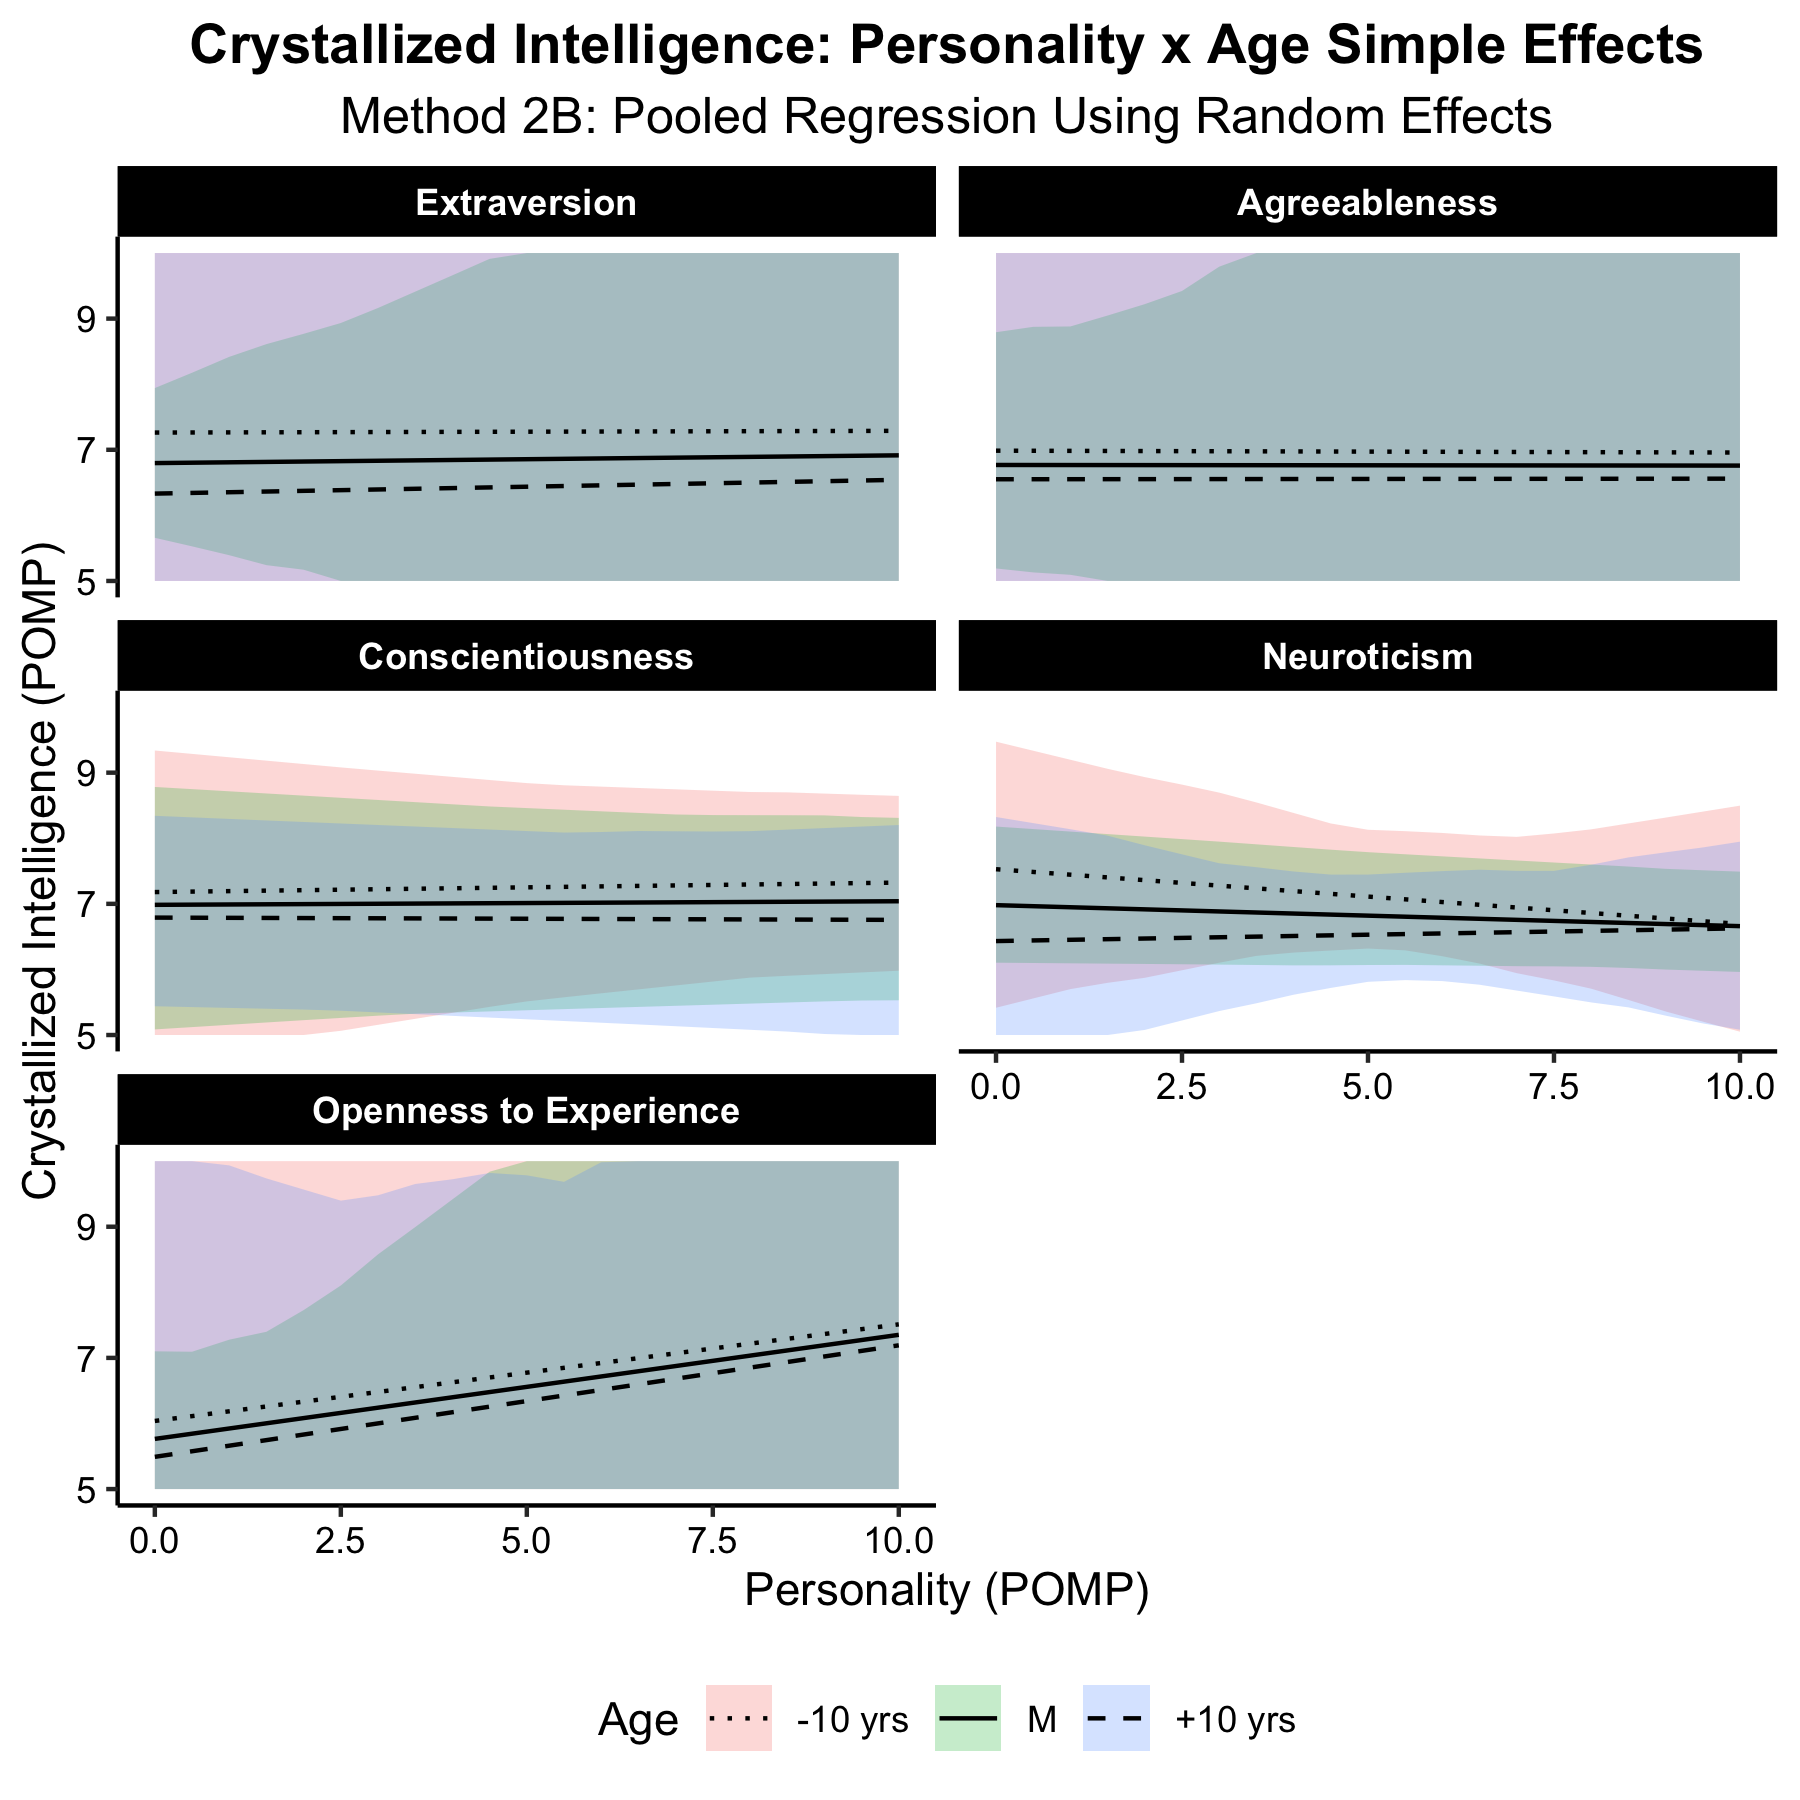 Crystallized Intelligence: Personality x Age Simple Effects
Method 2B: Pooled Regression Using Random Effects
Extraversion
Agreeableness
9
7
5
Conscientiousness
Neuroticism
9
7
5
0.0 2.5 5.0 7.5 10.0
Openness to Experience
9
7
5
0.0 2.5 5.0 7.5 10.0
Crystallized Intelligence (POMP)
Personality (POMP)
Age -10 yrs M +10 yrs